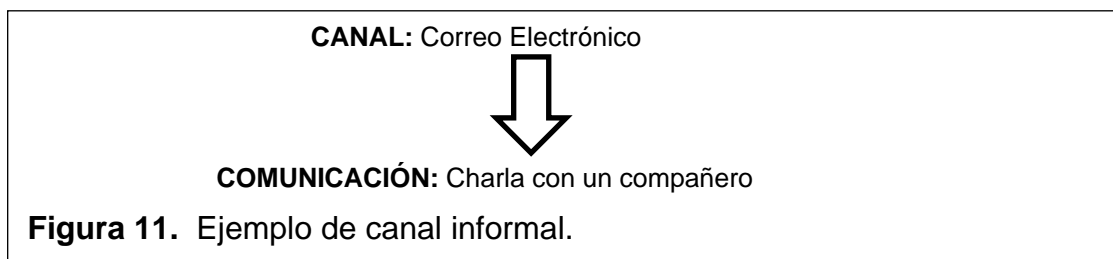 CANAL: Correo Electrónico
COMUNICACIÓN: Charla con un compañero
Figura 11. Ejemplo de canal informal.